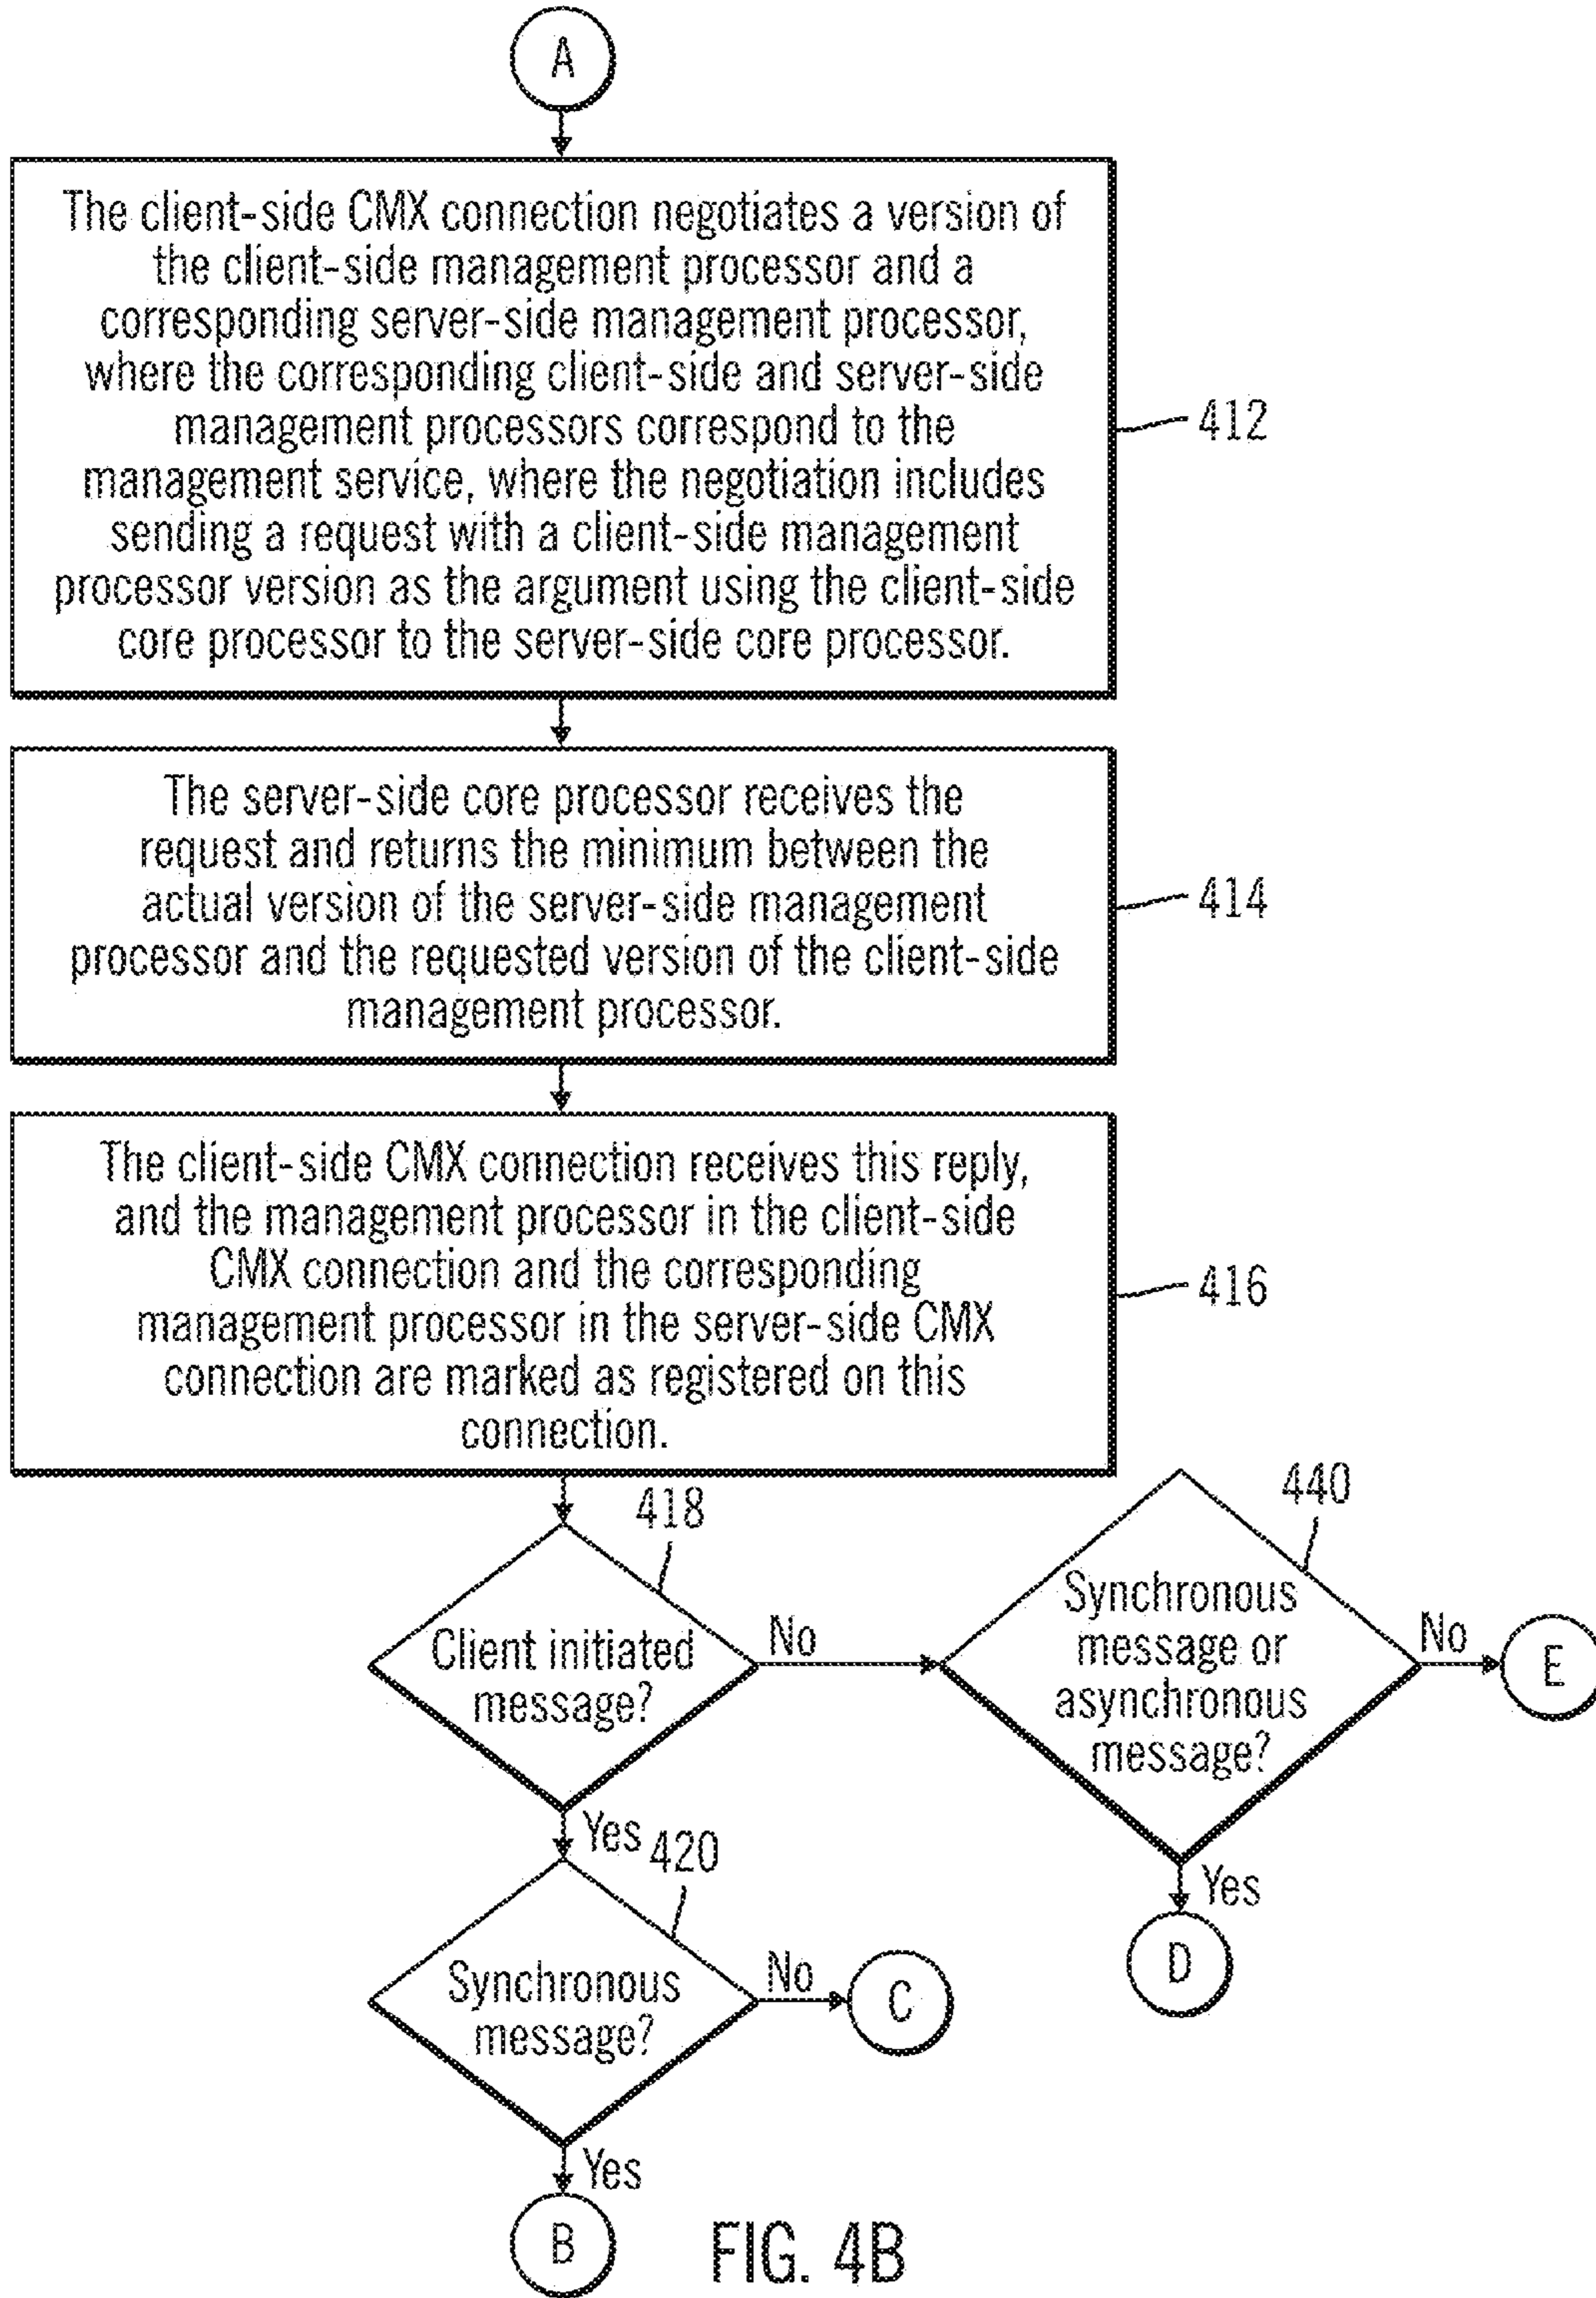 A
The client-side CMX connection negotiates a version of
the client-side management processor and a
corresponding server-side management processor,
where the corresponding client-side and server-side
management processors correspond to the
management service, where the negotiation includes
sending a request with a client-side management
processor version as the argument using the client-side
core processor to the server-side core processor.
412
The server-side core processor receives the
request and returns the minimum between the
actual version of the server-side management
processor and the requested version of the client-side
management processor.
414
The client-side CMX connection receives this reply,
and the management processor in the client-side
CMX connection and the corresponding
management processor in the server-side CMX
connection are marked as registered on this
connection.
416
418
Client initiated
message?
No
Yes
440
Synchronous
message or
asynchronous
message?
No
E
Yes
D
420
Synchronous
message?
No
C
Yes
B
FIG. 4B